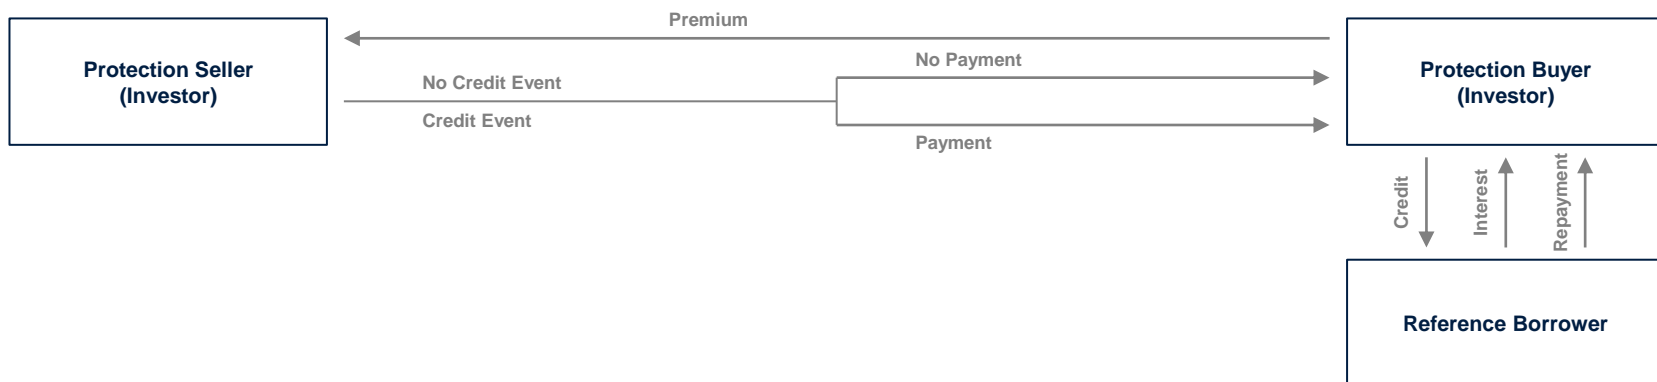 Premium
Protection Seller
(Investor)
No Credit Event
Credit Event
No Payment
Payment
Protection Buyer
(Investor)
Credit
Interest
Repayment
Reference Borrower